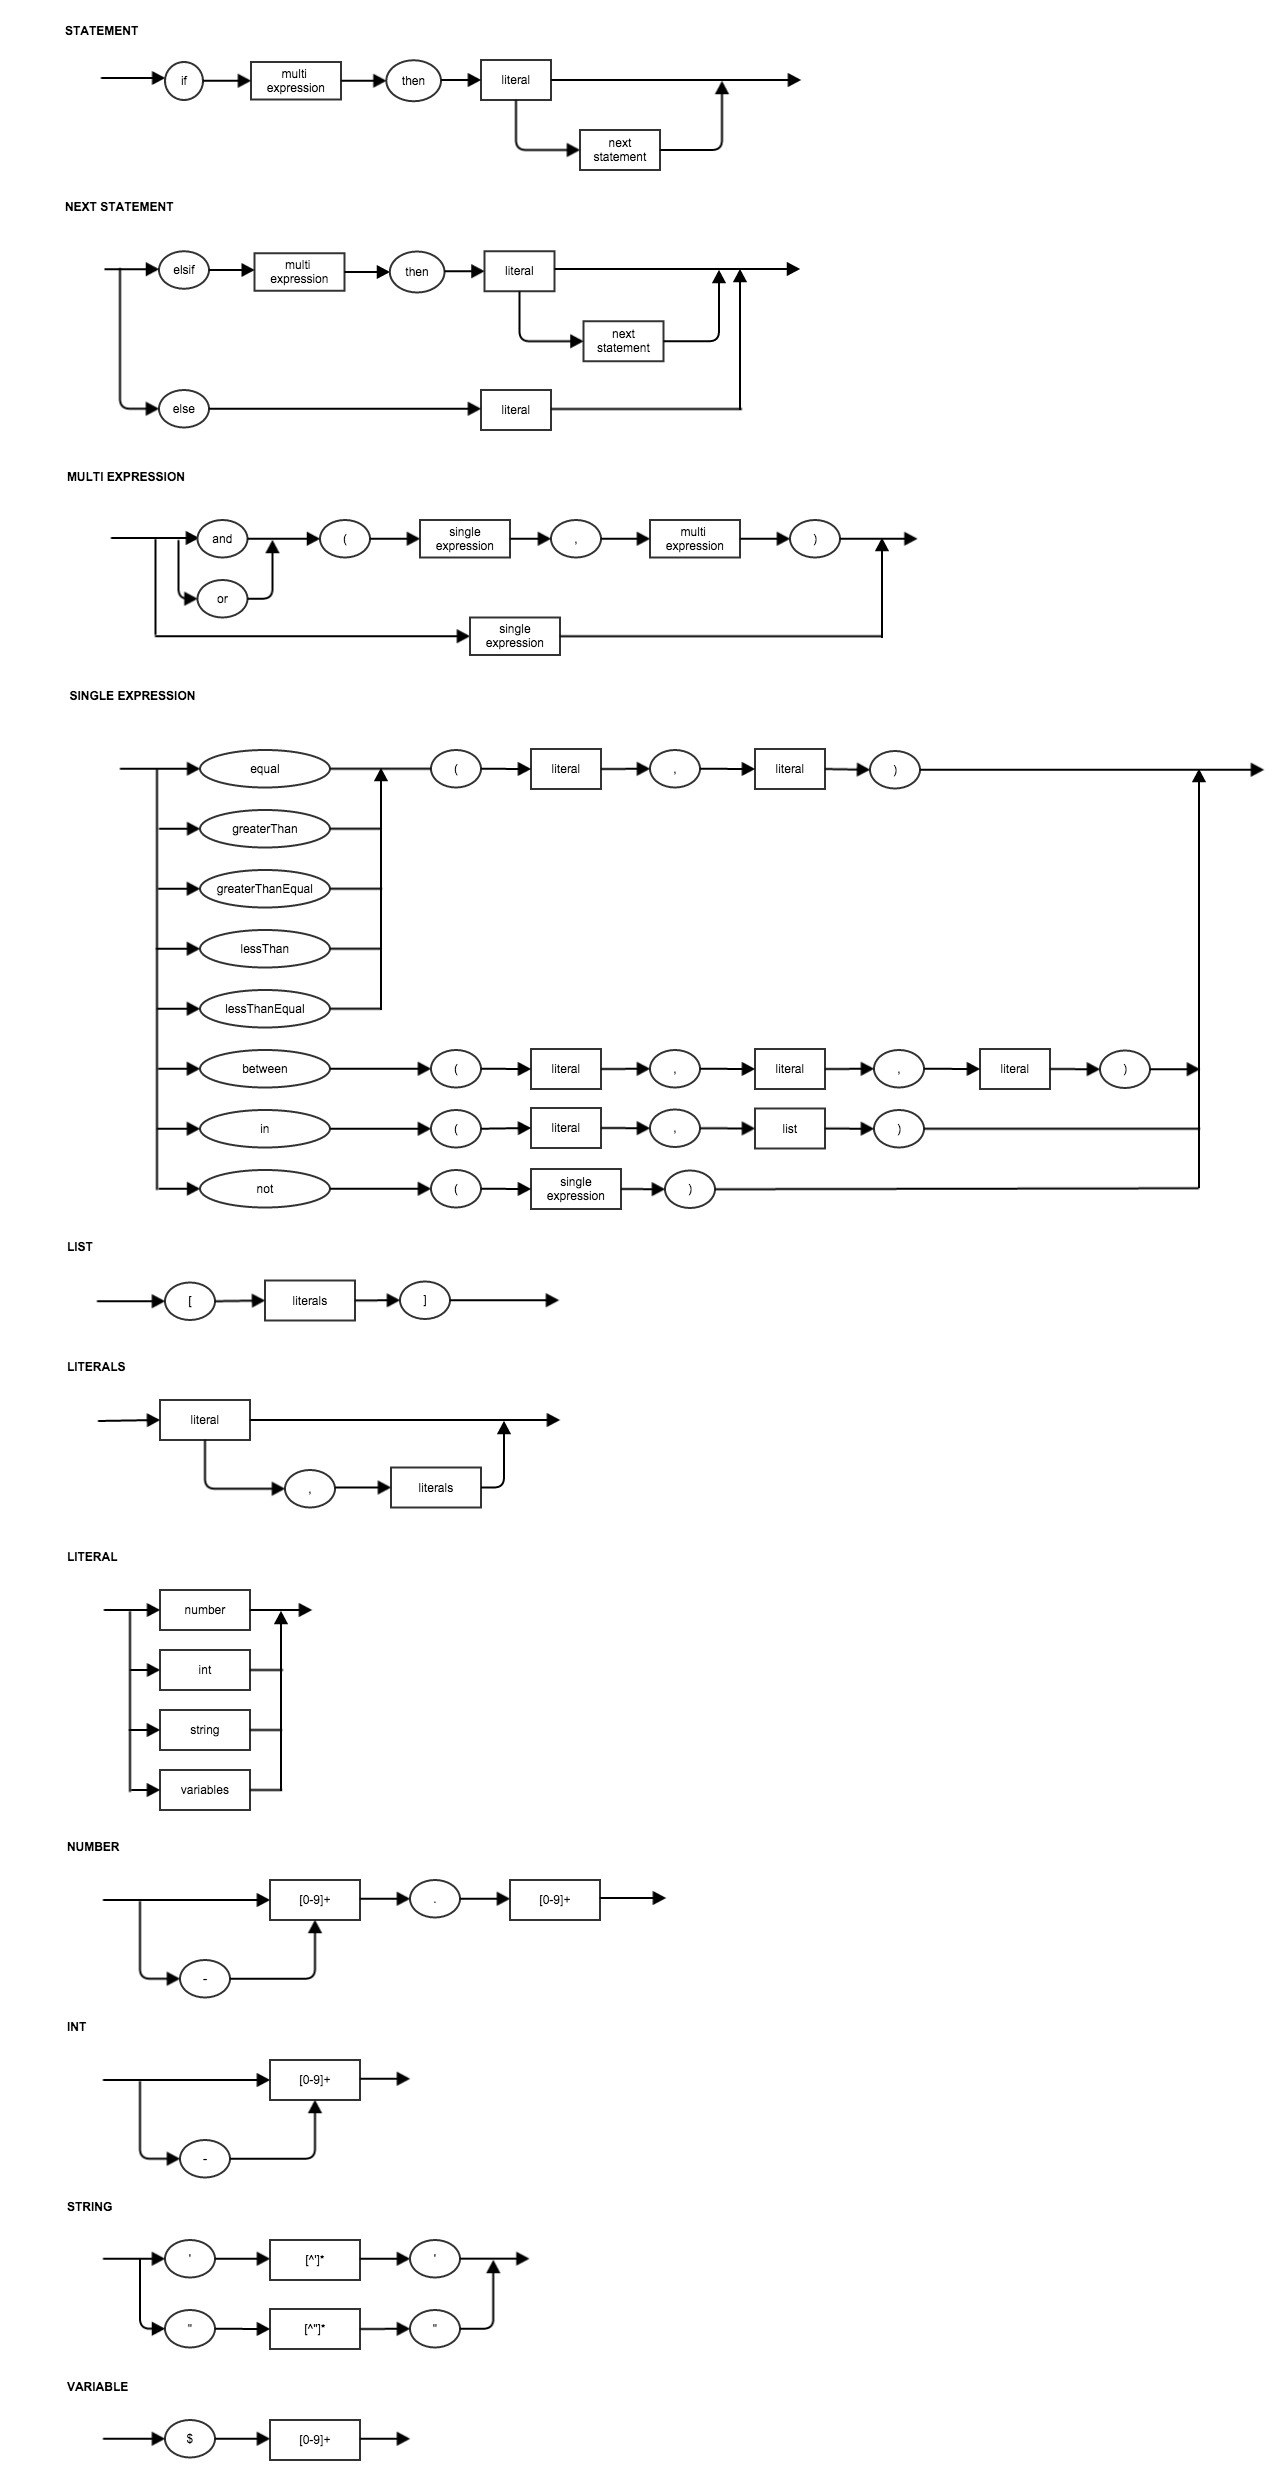 STATEMENT
if
multi
expression
then
literal
next
statement
NEXT STATEMENT
elsif
multi
expression
then
literal
next
statement
else
literal
MULTI EXPRESSION
and
(
single
expression
,
multi
expression
)
or
single
expression
SINGLE EXPRESSION
equal
(
literal
,
literal
)
greaterThan
greaterThanEqual
lessThan
lessThanEqual
between
(
literal
,
literal
,
literal
)
in
(
literal
,
list
)
not
(
single
expression
)
LIST
[
literals
]
LITERALS
literal
,
literals
LITERAL
number
int
string
variables
NUMBER
[0-9]+
.
[0-9]+
-
INT
[0-9]+
-
STRING
'
[^']*
'
"
[^"]*
"
VARIABLE
$
[0-9]+